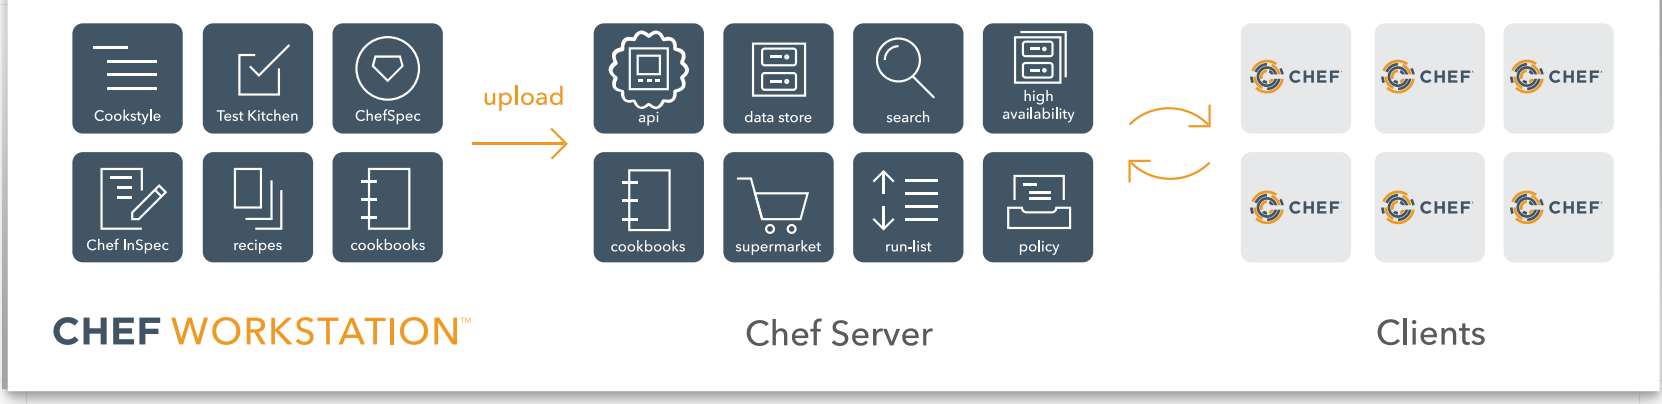 Cookstyle
Test Kitchen
ChefSpec
Chef InSpec
recipes
cookbooks
upload
api
data store
search
high
availability
cookbooks
supermarket
run-list
policy
CHEF
CHEF
CHEF
CHEF
CHEF
CHEF
CHEF WORKSTATION™
Chef Server
Clients